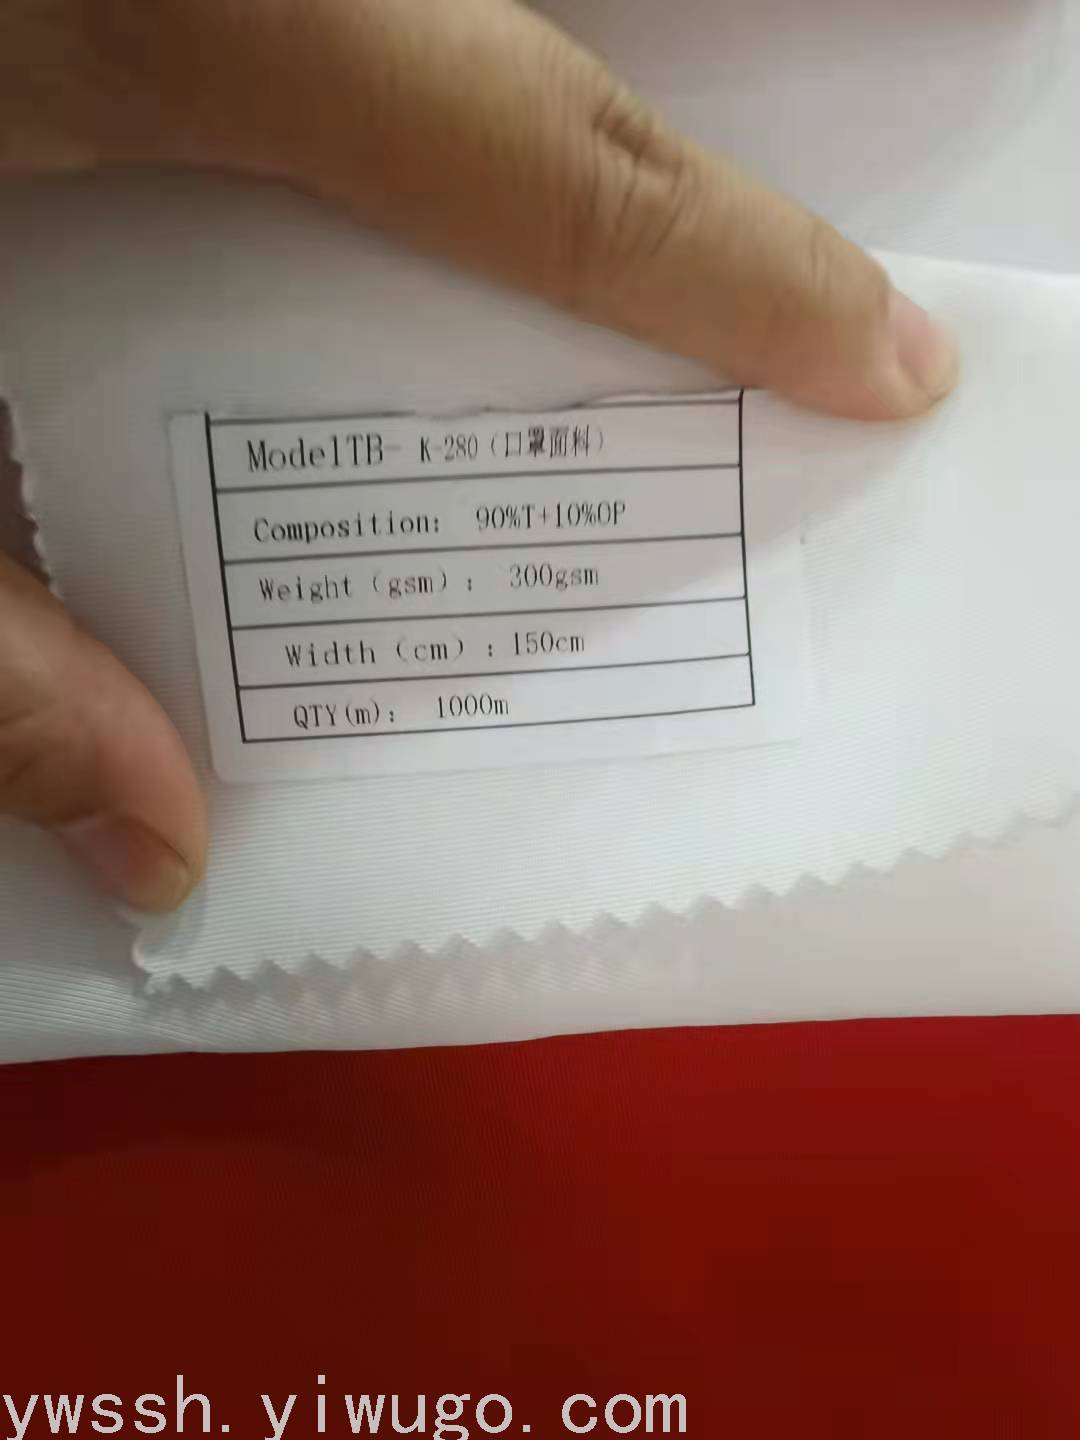 ModelTB- K-280（口罩面料）
Composition： 90%T+10%OP
Weight（gsm）： 300gsm
Width（cm）：150cm
QTY(m)： 1000m
ywssh.yiwugo.com